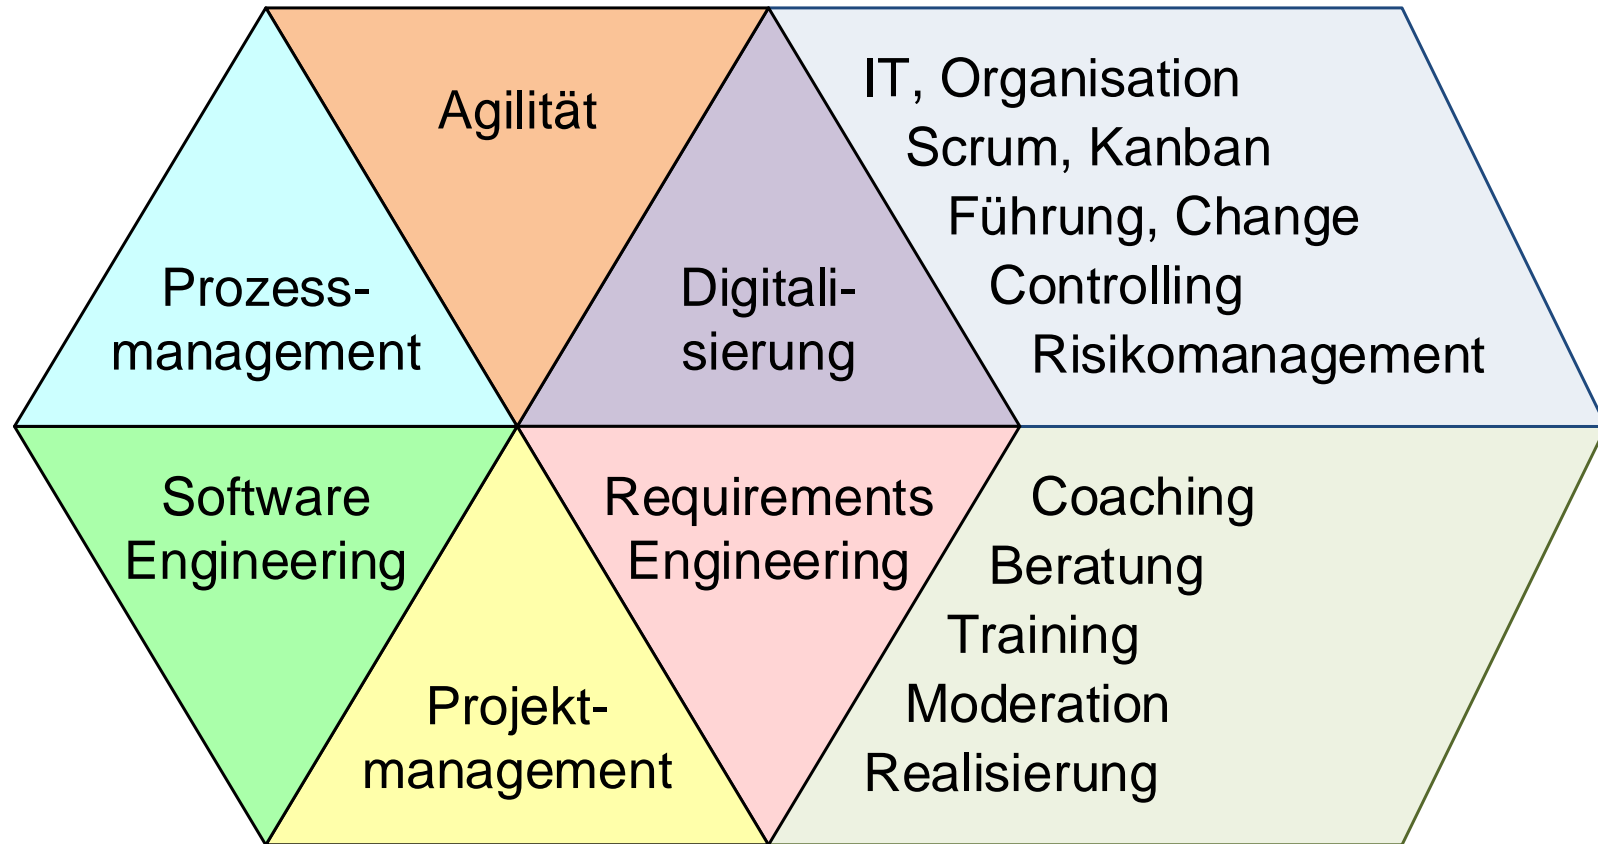 Agilität
Prozess-
management
Digitali-
sierung
IT, Organisation
Scrum, Kanban
Führung, Change
Controlling
Risikomanagement
Software
Engineering
Projekt-
management
Requirements
Engineering
Coaching
Beratung
Training
Moderation
Realisierung